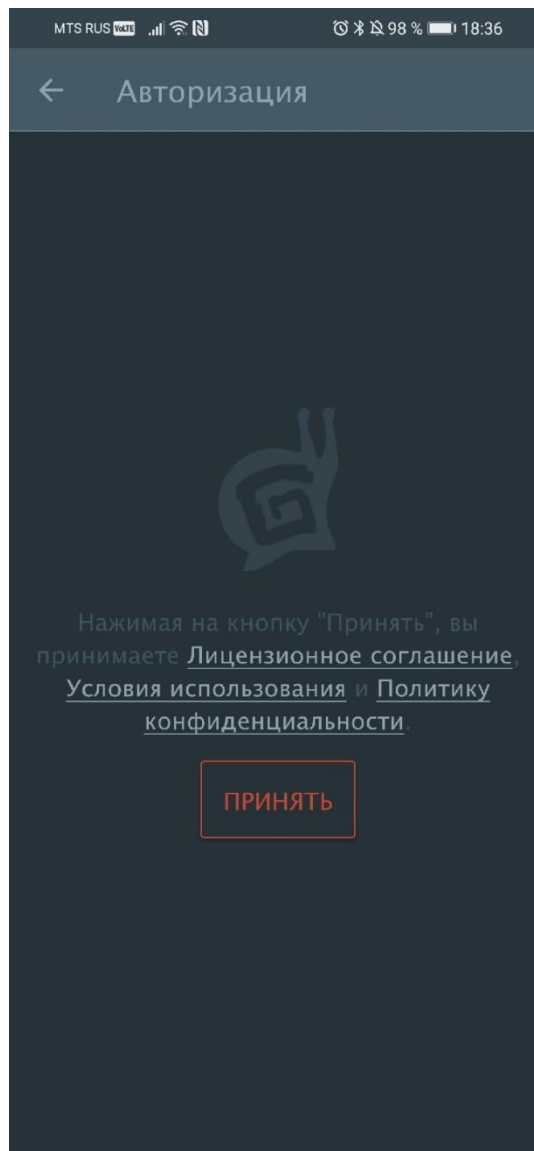 MTS RUS VoLTE 98 % 18:36
Авторизация
Нажимая на кнопку "Принять", вы
принимаете Лицензионное соглашение,
Условия использования и Политику
конфиденциальности.
ПРИНЯТЬ